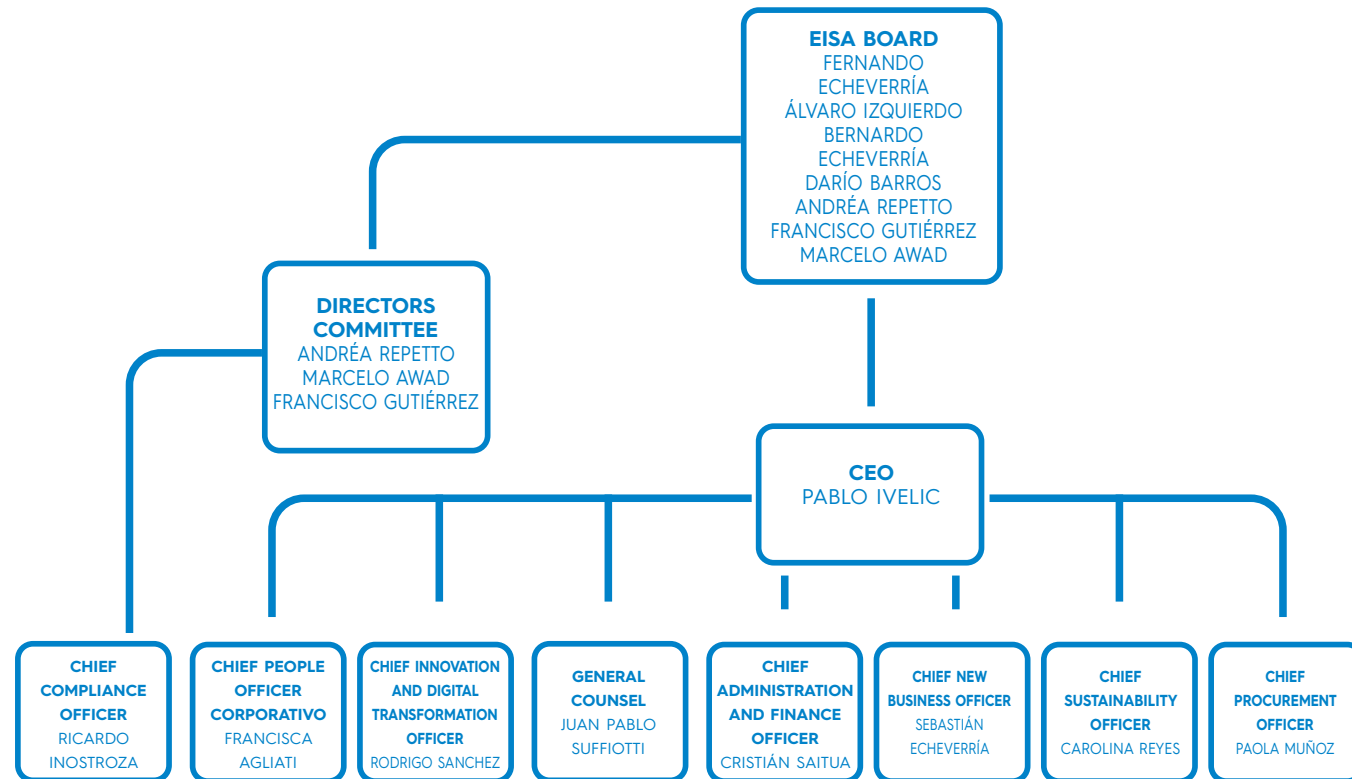 EISA BOARD
FERNANDO
ECHEVERRÍA
ÁLVARO IZQUIERDO
BERNARDO
ECHEVERRÍA
DARÍO BARROS
ANDRÉA REPETTO
FRANCISCO GUTIÉRREZ
MARCELO AWAD
DIRECTORS
COMMITTEE
ANDRÉA REPETTO
MARCELO AWAD
FRANCISCO GUTIÉRREZ
CEO
PABLO IVELIC
CHIEF
COMPLIANCE
OFFICER
RICARDO
INOSTROZA
CHIEF PEOPLE
OFFICER
CORPORATIVO
FRANCISCA
AGLIATI
CHIEF INNOVATION
AND DIGITAL
TRANSFORMATION
OFFICER
RODRIGO SANCHEZ
GENERAL
COUNSEL
JUAN PABLO
SUFFIOTTI
CHIEF
ADMINISTRATION
AND FINANCE
OFFICER
CRISTIÁN SAITUA
CHIEF NEW
BUSINESS OFFICER
SEBASTIÁN
ECHEVERRÍA
CHIEF
SUSTAINABILITY
OFFICER
CAROLINA REYES
CHIEF
PROCUREMENT
OFFICER
PAOLA MUÑOZ